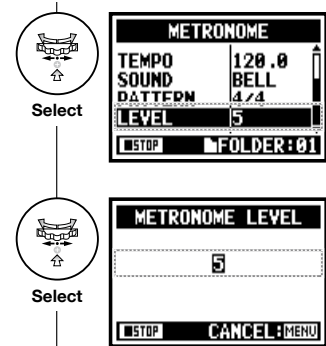 METRONOME
TEMPO 120.0
SOUND BELL
PATTERN 4/4
LEVEL 5
Select
STOP FOLDER:01
METRONOME LEVEL
5
Select
STOP CANCEL:MENU